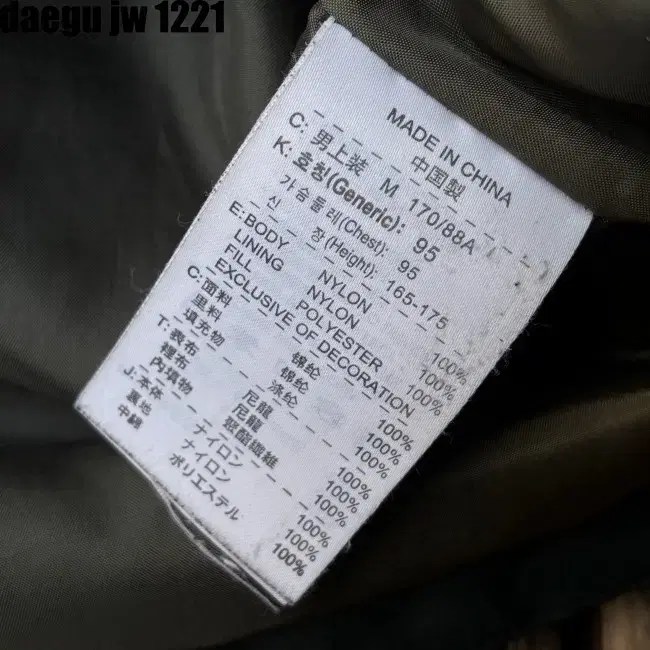 daegu jw 1221
MADE IN CHINA
中国製
C: 男上装 M 170/88A
K: 호칭(Generic): 95
가슴둘레(Chest): 95
신 장(Height): 165-175
E: BODY NYLON 100%
LINING NYLON 100%
FILL POLYESTER 100%
EXCLUSIVE OF DECORATION
C: 面料 锦纶 100%
里料 锦纶 100%
填充物 涤纶 100%
T: 表布 尼龍 100%
裡布 尼龍 100%
內填物 聚酯纖維 100%
J: 本体 ナイロン 100%
裏地 ナイロン 100%
中綿 ポリエステル 100%